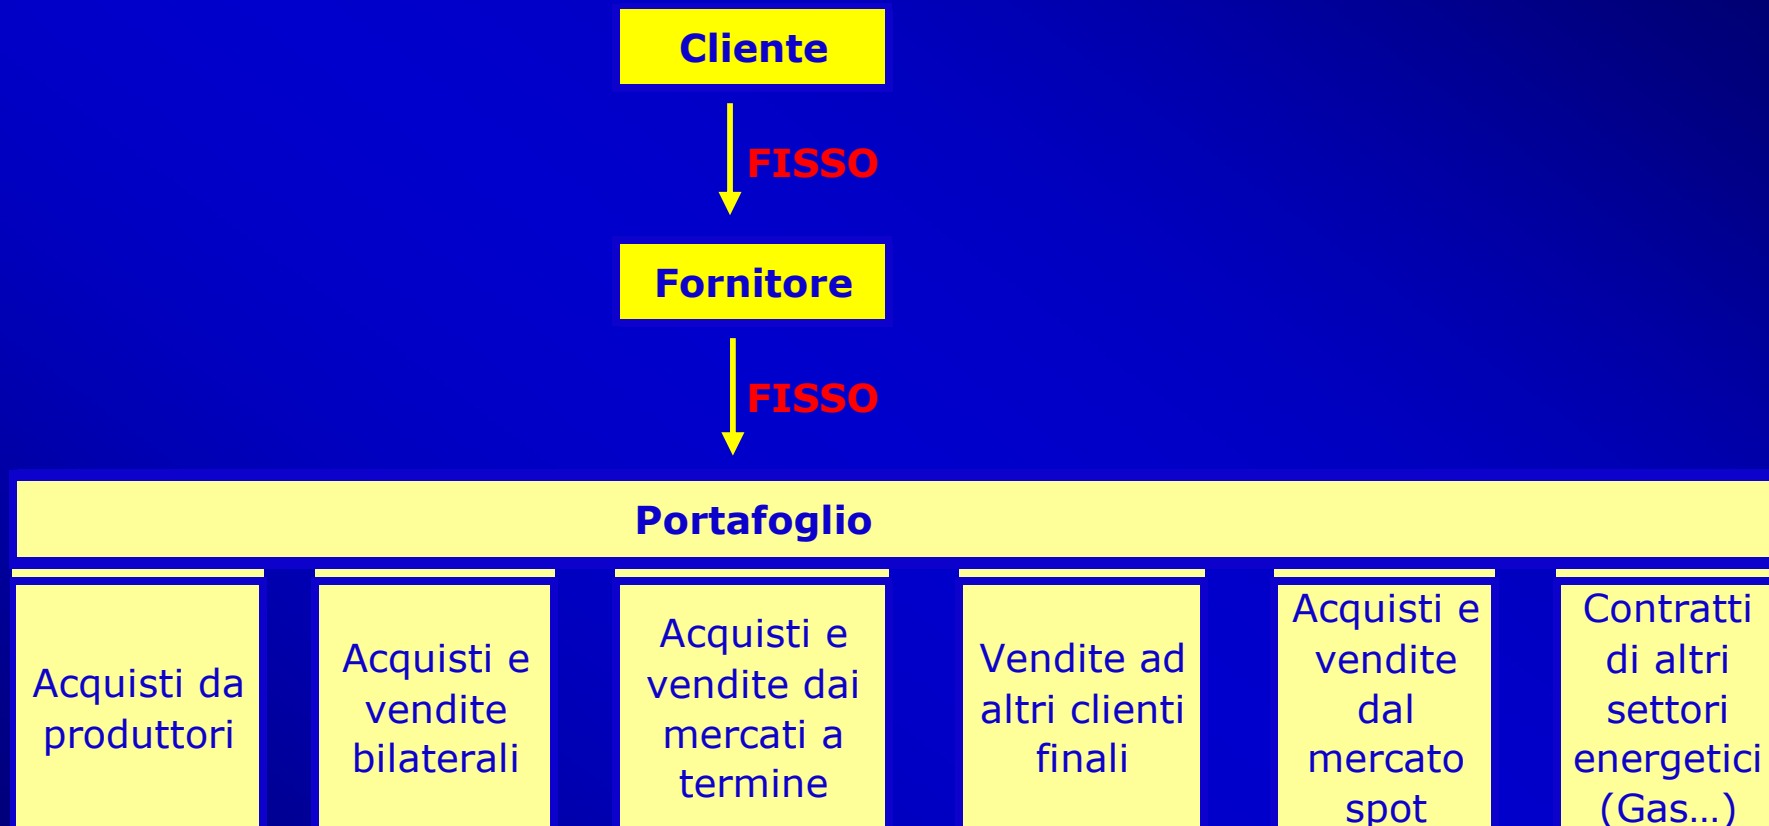 Cliente
FISSO
Fornitore
FISSO
Portafoglio
Acquisti da
produttori
Acquisti e
vendite
bilaterali
Acquisti e
vendite dai
mercati a
termine
Vendite ad
altri clienti
finali
Acquisti e
vendite
dal
mercato
spot
Contratti
di altri
settori
energetici
(Gas…)